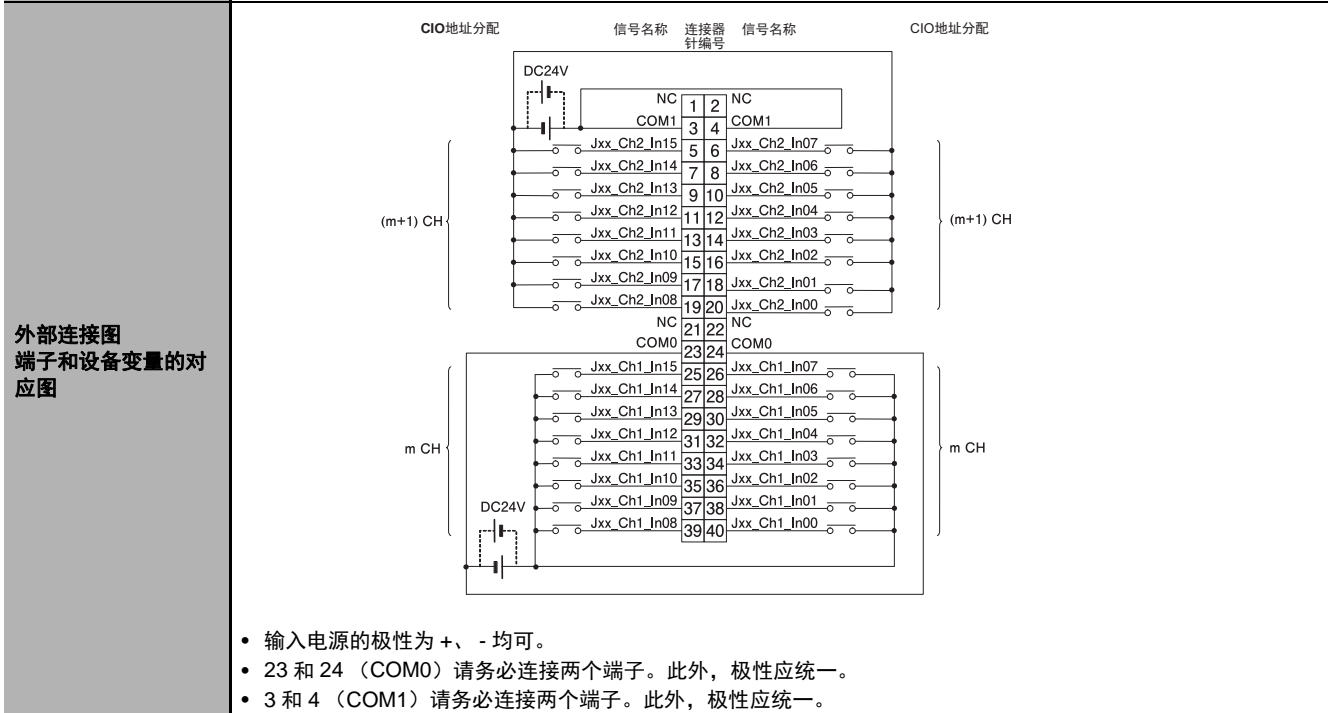 外部连接图
端子和设备变量的对
应图
CIO地址分配 信号名称 连接器 信号名称 CIO地址分配
针编号
DC24V
NC 1 2 NC
COM1 3 4 COM1
Jxx_Ch2_In15 5 6 Jxx_Ch2_In07
Jxx_Ch2_In14 7 8 Jxx_Ch2_In06
Jxx_Ch2_In13 9 10 Jxx_Ch2_In05
(m+1) CH Jxx_Ch2_In12 11 12 Jxx_Ch2_In04 (m+1) CH
Jxx_Ch2_In11 13 14 Jxx_Ch2_In03
Jxx_Ch2_In10 15 16 Jxx_Ch2_In02
Jxx_Ch2_In09 17 18 Jxx_Ch2_In01
Jxx_Ch2_In08 19 20 Jxx_Ch2_In00
NC 21 22 NC
COM0 23 24 COM0
Jxx_Ch1_In15 25 26 Jxx_Ch1_In07
Jxx_Ch1_In14 27 28 Jxx_Ch1_In06
Jxx_Ch1_In13 29 30 Jxx_Ch1_In05
m CH Jxx_Ch1_In12 31 32 Jxx_Ch1_In04 m CH
Jxx_Ch1_In11 33 34 Jxx_Ch1_In03
Jxx_Ch1_In10 35 36 Jxx_Ch1_In02
DC24V Jxx_Ch1_In09 37 38 Jxx_Ch1_In01
Jxx_Ch1_In08 39 40 Jxx_Ch1_In00
• 输入电源的极性为 +、 - 均可。
• 23 和 24 （COM0）请务必连接两个端子。此外，极性应统一。
• 3 和 4 （COM1）请务必连接两个端子。此外，极性应统一。